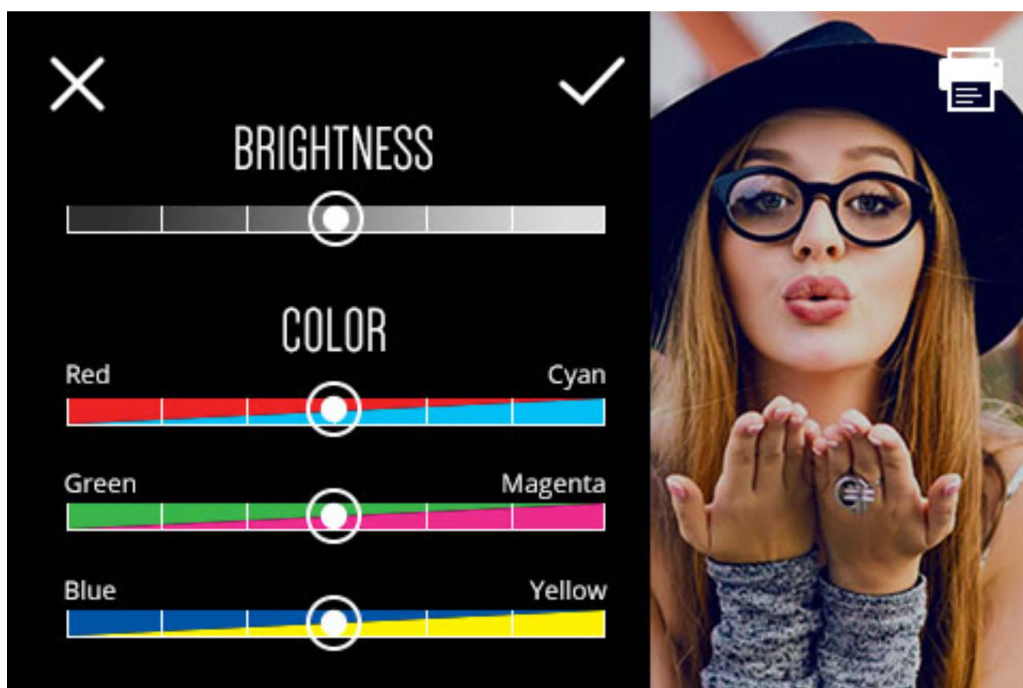 BRIGHTNESS
COLOR
Red Cyan
Green Magenta
Blue Yellow